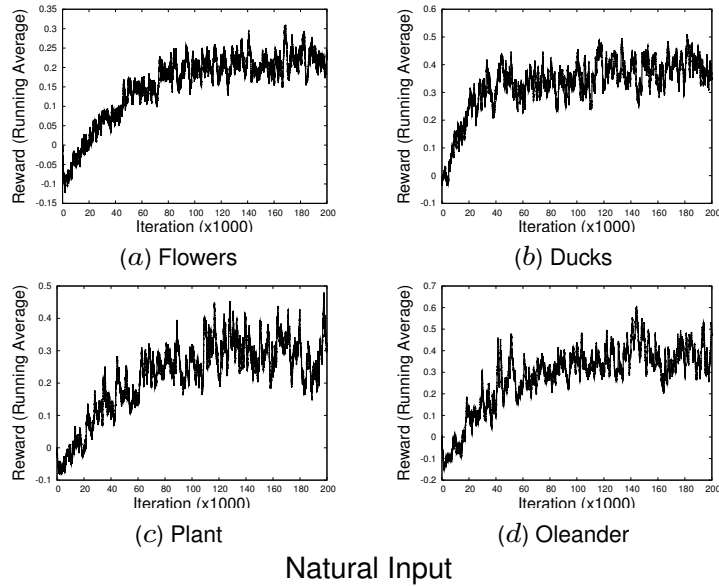 0.35
0.3
0.25
0.2
0.15
0.1
0.05
0
-0.05
-0.1
-0.15
0 20 40 60 80 100 120 140 160 180 200
Reward (Running Average)
Iteration (x1000)
(a) Flowers
0.6
0.5
0.4
0.3
0.2
0.1
0
-0.1
0 20 40 60 80 100 120 140 160 180 200
Reward (Running Average)
Iteration (x1000)
(b) Ducks
0.5
0.4
0.3
0.2
0.1
0
-0.1
0 20 40 60 80 100 120 140 160 180 200
Reward (Running Average)
Iteration (x1000)
(c) Plant
0.7
0.6
0.5
0.4
0.3
0.2
0.1
0
-0.1
-0.2
0 20 40 60 80 100 120 140 160 180 200
Reward (Running Average)
Iteration (x1000)
(d) Oleander
Natural Input